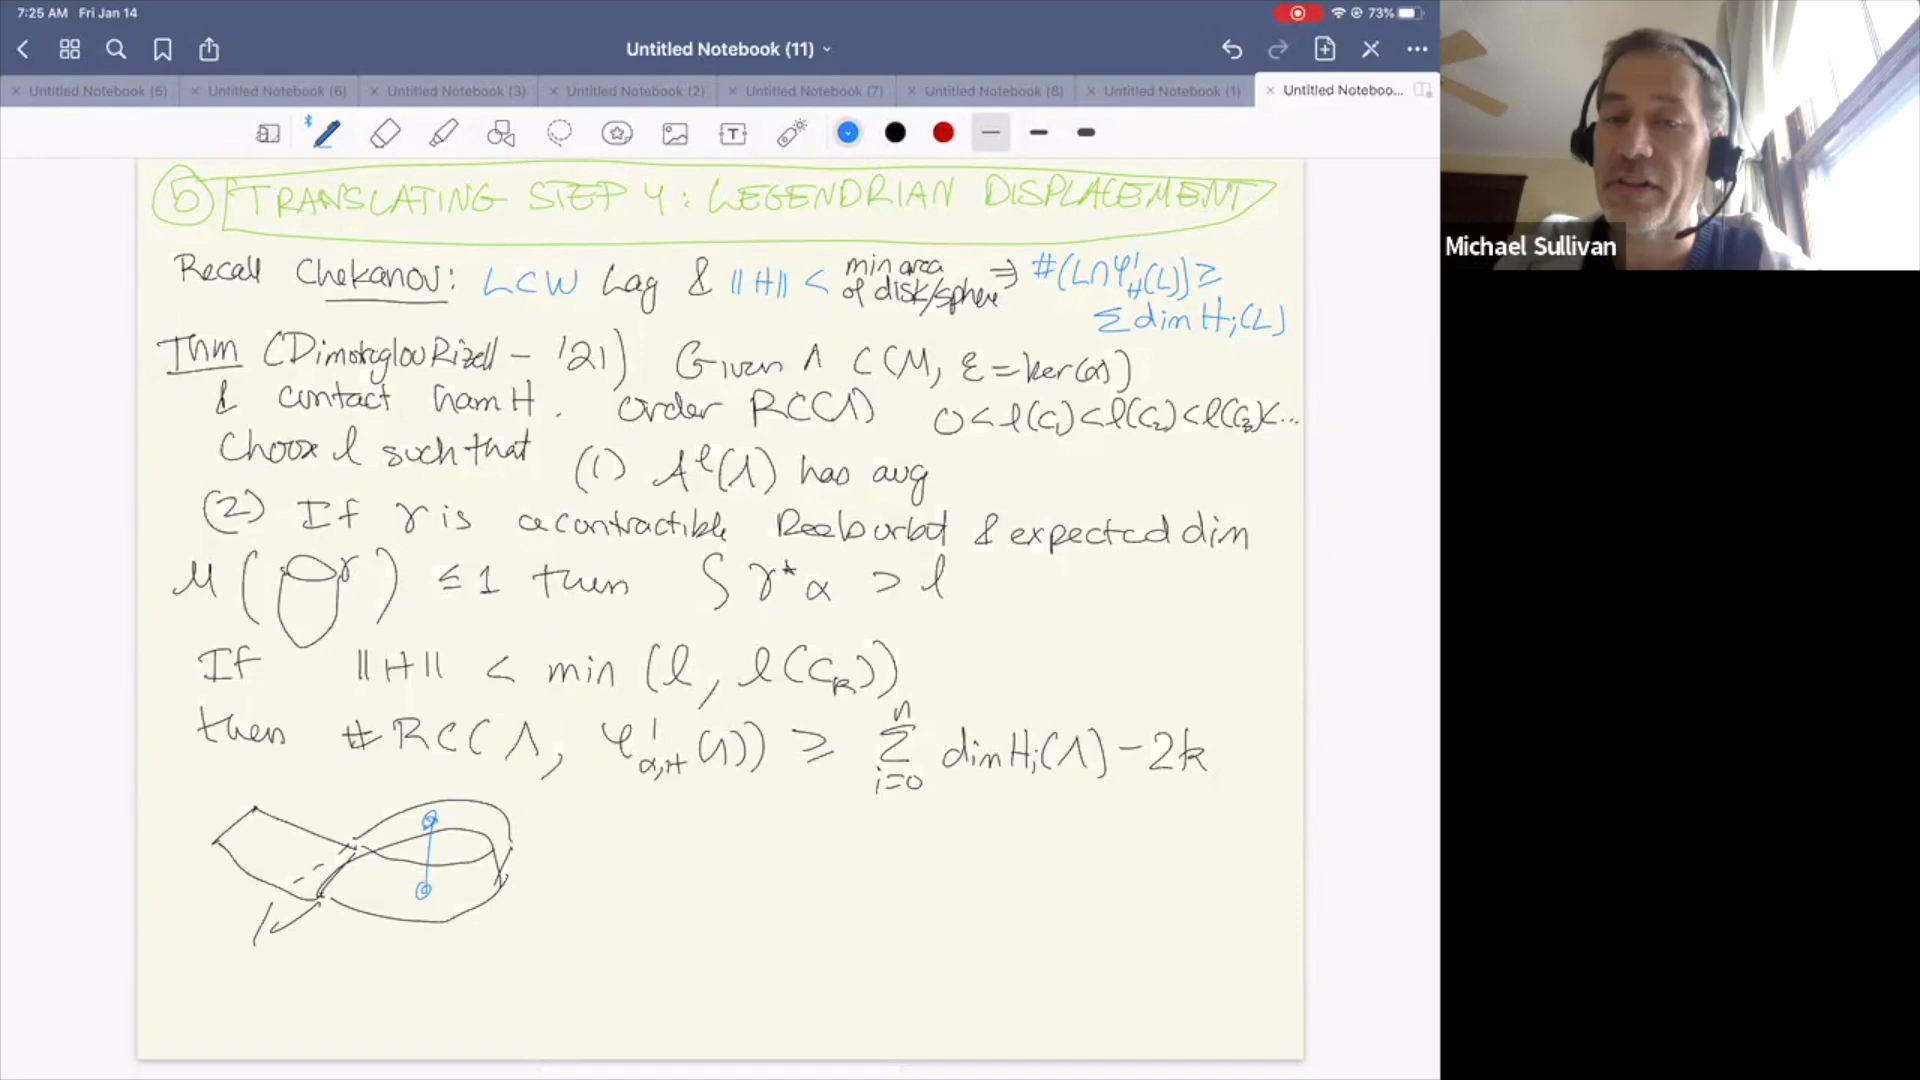 7:25 AM Fri Jan 14
73%
Untitled Notebook (11)
Untitled Notebook (5) Untitled Notebook (6) Untitled Notebook (3) Untitled Notebook (2) Untitled Notebook (7) Untitled Notebook (8) Untitled Notebook (1) Untitled Noteboo...
⑤ TRANSLATING STEP 4: LEGENDRIAN DISPLACEMENT
Recall Chekanov: L⊂W Lag & ||H|| < min area of disk/sphere ⇒ #(L∩φ¹_H(L)) ≥
Σ dim H_i(L)
Thm (Dimitroglou Rizell – '21) Given Λ ⊂ (M, ξ = ker(α))
& contact ham H. Order RC(Λ) 0 < l(c₁) < l(c₂) < l(c₃) < ...
Choose l such that (1) A^l(Λ) has aug
(2) If γ is a contractible Reeb orbit & expected dim
M( γ ) ≤ 1 then ∫ γ*α > l
If ||H|| < min (l, l(c_k))
then #RC(Λ, φ¹_{α,H}(Λ)) ≥ Σ_{i=0}^n dim H_i(Λ) – 2k
Michael Sullivan